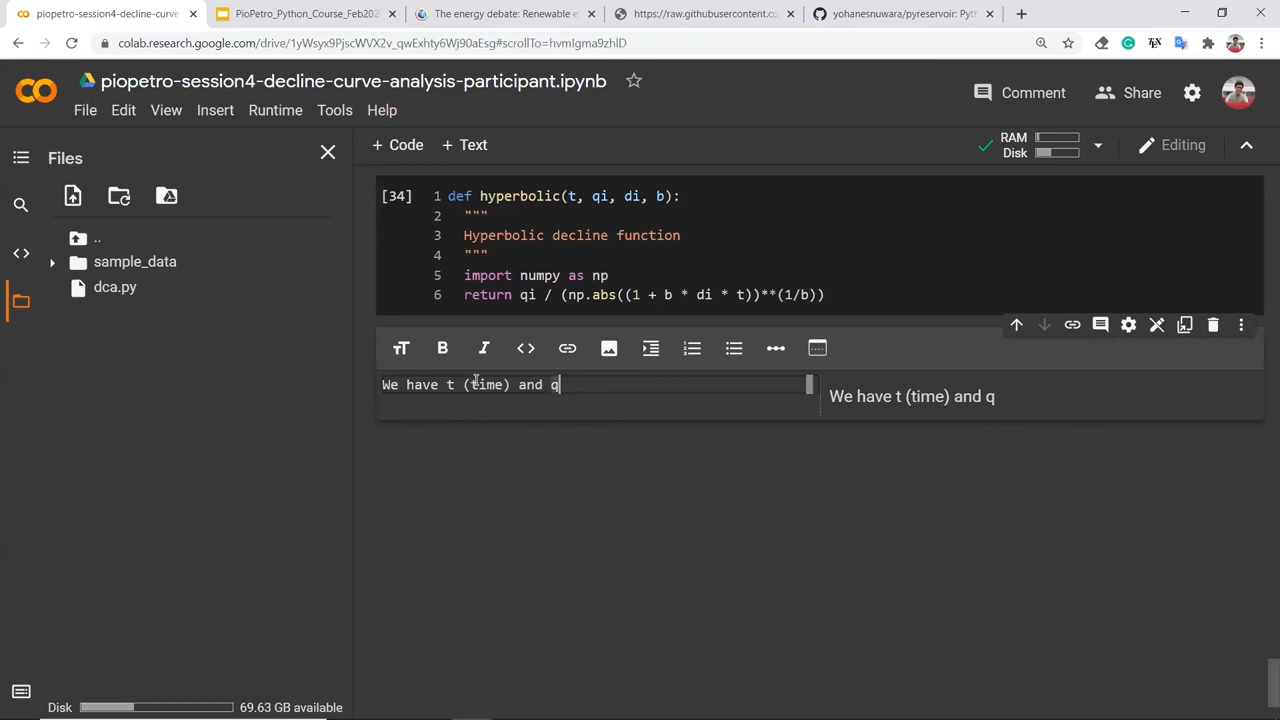 piopetro-session4-decline-curve-
PioPetro_Python_Course_Feb202
The energy debate: Renewable e
https://raw.githubusercontent.co
yohanesnuwara/pyreservoir: Pyth
colab.research.google.com/drive/1yWsyx9PjscWVX2v_qwExhty6Wj90aEsg#scrollTo=hvmIgma9zhlD
piopetro-session4-decline-curve-analysis-participant.ipynb
File Edit View Insert Runtime Tools Help
Comment
Share
Files
+ Code + Text
RAM
Disk
Editing
..
sample_data
dca.py
[34]
1 def hyperbolic(t, qi, di, b):
2 """
3 Hyperbolic decline function
4 """
5 import numpy as np
6 return qi / (np.abs((1 + b * di * t))**(1/b))
We have t (time) and q
We have t (time) and q
Disk 69.63 GB available